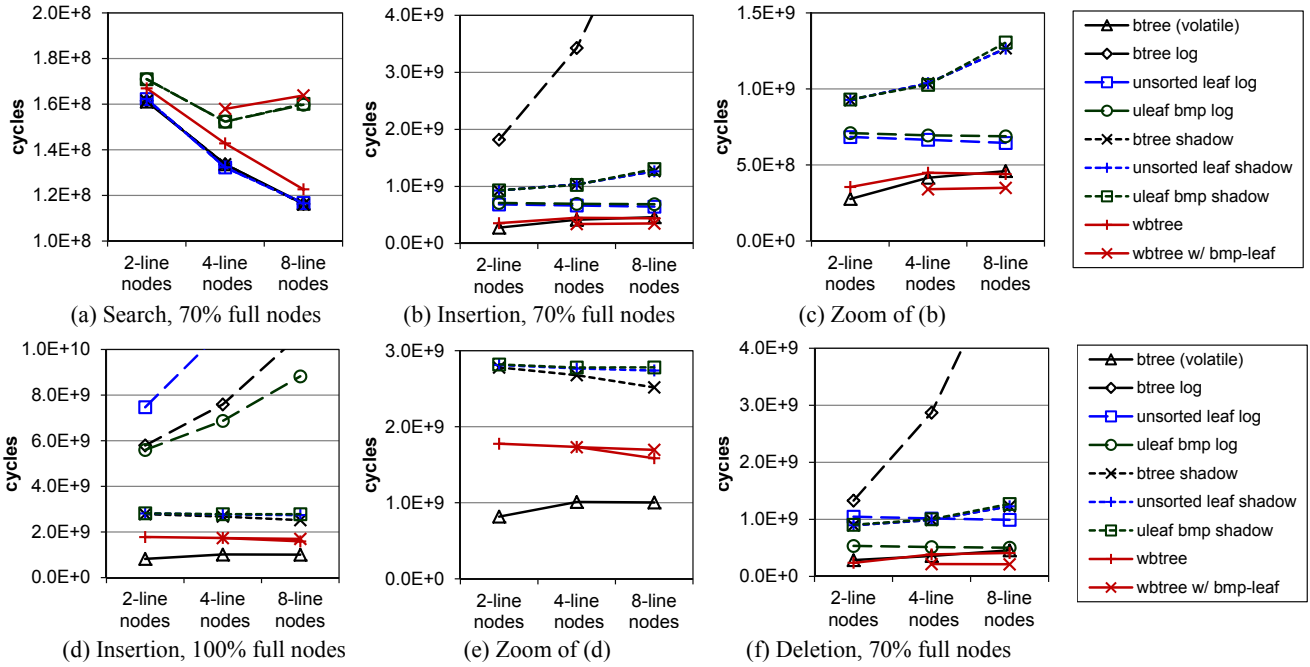 2.0E+8
1.8E+8
1.6E+8
1.4E+8
1.2E+8
1.0E+8
cycles
2-line nodes
4-line nodes
8-line nodes
(a) Search, 70% full nodes
4.0E+9
3.0E+9
2.0E+9
1.0E+9
0.0E+0
cycles
2-line nodes
4-line nodes
8-line nodes
(b) Insertion, 70% full nodes
1.5E+9
1.0E+9
5.0E+8
0.0E+0
cycles
2-line nodes
4-line nodes
8-line nodes
(c) Zoom of (b)
btree (volatile)
btree log
unsorted leaf log
uleaf bmp log
btree shadow
unsorted leaf shadow
uleaf bmp shadow
wbtree
wbtree w/ bmp-leaf
1.0E+10
8.0E+9
6.0E+9
4.0E+9
2.0E+9
0.0E+0
cycles
2-line nodes
4-line nodes
8-line nodes
(d) Insertion, 100% full nodes
3.0E+9
2.0E+9
1.0E+9
0.0E+0
cycles
2-line nodes
4-line nodes
8-line nodes
(e) Zoom of (d)
4.0E+9
3.0E+9
2.0E+9
1.0E+9
0.0E+0
cycles
2-line nodes
4-line nodes
8-line nodes
(f) Deletion, 70% full nodes
btree (volatile)
btree log
unsorted leaf log
uleaf bmp log
btree shadow
unsorted leaf shadow
uleaf bmp shadow
wbtree
wbtree w/ bmp-leaf